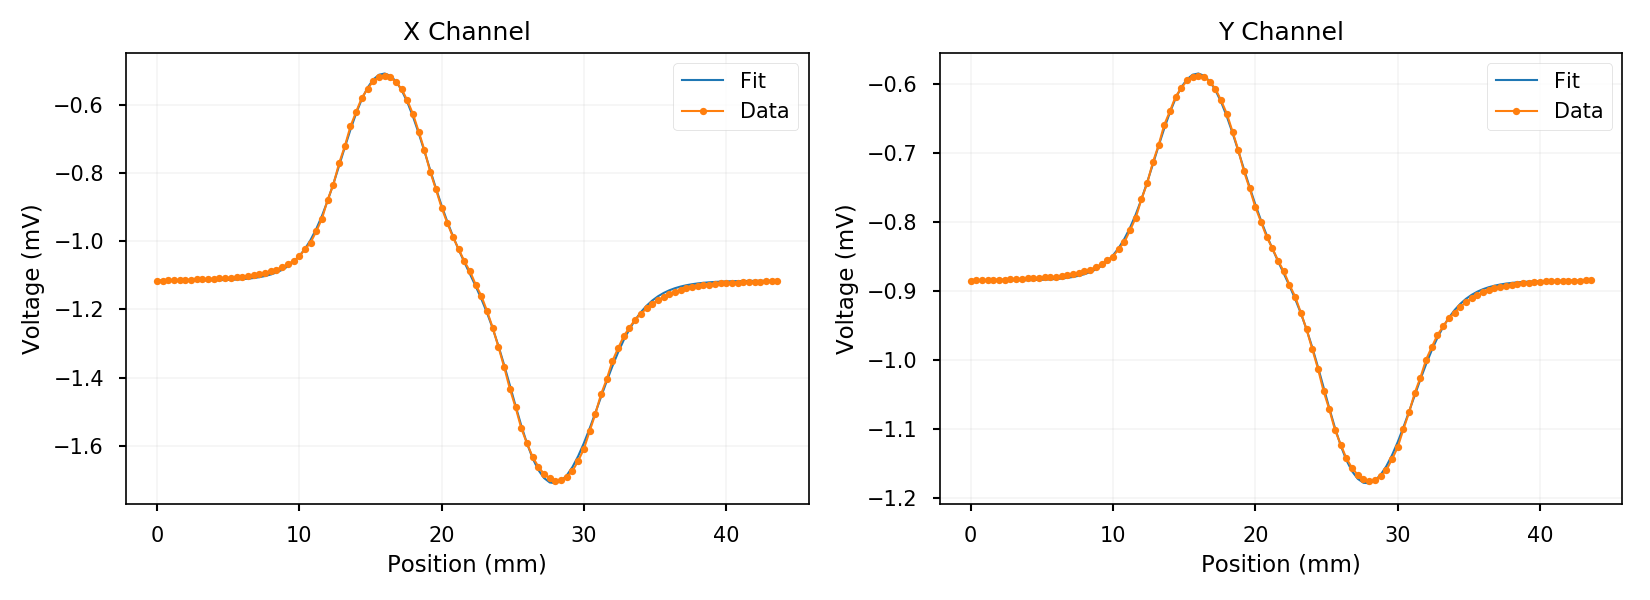 X Channel
Voltage (mV)
−0.6
−0.8
−1.0
−1.2
−1.4
−1.6
Fit
Data
0
10
20
30
40
Position (mm)
Y Channel
Voltage (mV)
−0.6
−0.7
−0.8
−0.9
−1.0
−1.1
−1.2
Fit
Data
0
10
20
30
40
Position (mm)